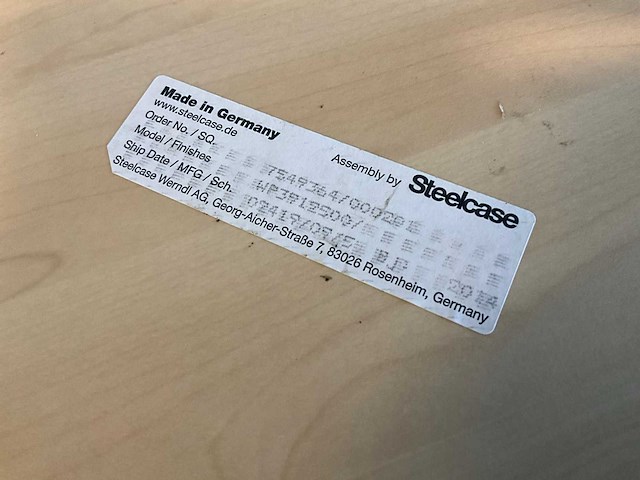 Made in Germany
www.steelcase.de
Assembly by Steelcase
Order No. / SQ.
Model / Finishes
Ship Date / MFG / Sch.
Steelcase Werndl AG, Georg-Aicher-Straße 7, 83026 Rosenheim, Germany